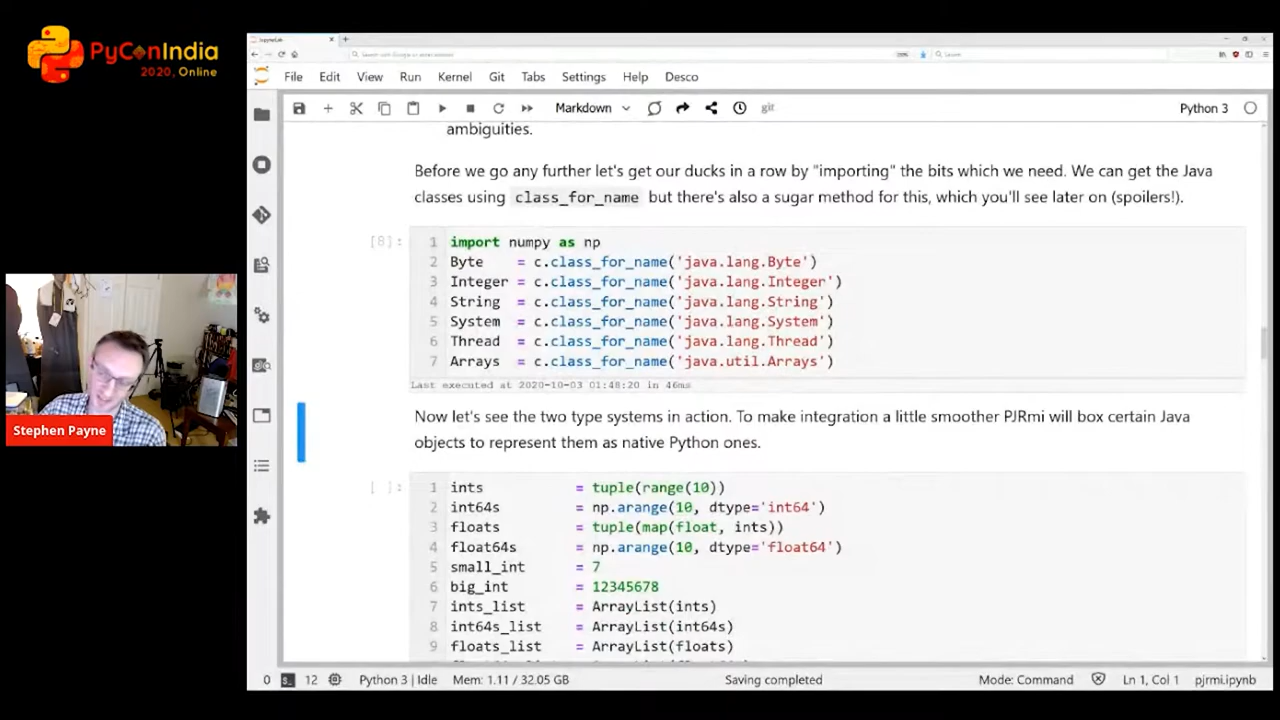 PyConIndia
2020, Online
Stephen Payne
File Edit View Run Kernel Git Tabs Settings Help Desco
Markdown git Python 3
ambiguities.
Before we go any further let's get our ducks in a row by "importing" the bits which we need. We can get the Java
classes using class_for_name but there's also a sugar method for this, which you'll see later on (spoilers!).
[8]:
1 import numpy as np
2 Byte = c.class_for_name('java.lang.Byte')
3 Integer = c.class_for_name('java.lang.Integer')
4 String = c.class_for_name('java.lang.String')
5 System = c.class_for_name('java.lang.System')
6 Thread = c.class_for_name('java.lang.Thread')
7 Arrays = c.class_for_name('java.util.Arrays')
Last executed at 2020-10-03 01:48:20 in 46ms
Now let's see the two type systems in action. To make integration a little smoother PJRmi will box certain Java
objects to represent them as native Python ones.
[ ]:
1 ints = tuple(range(10))
2 int64s = np.arange(10, dtype='int64')
3 floats = tuple(map(float, ints))
4 float64s = np.arange(10, dtype='float64')
5 small_int = 7
6 big_int = 12345678
7 ints_list = ArrayList(ints)
8 int64s_list = ArrayList(int64s)
9 floats_list = ArrayList(floats)
0 12 Python 3 | Idle Mem: 1.11 / 32.05 GB Saving completed Mode: Command Ln 1, Col 1 pjrmi.ipynb